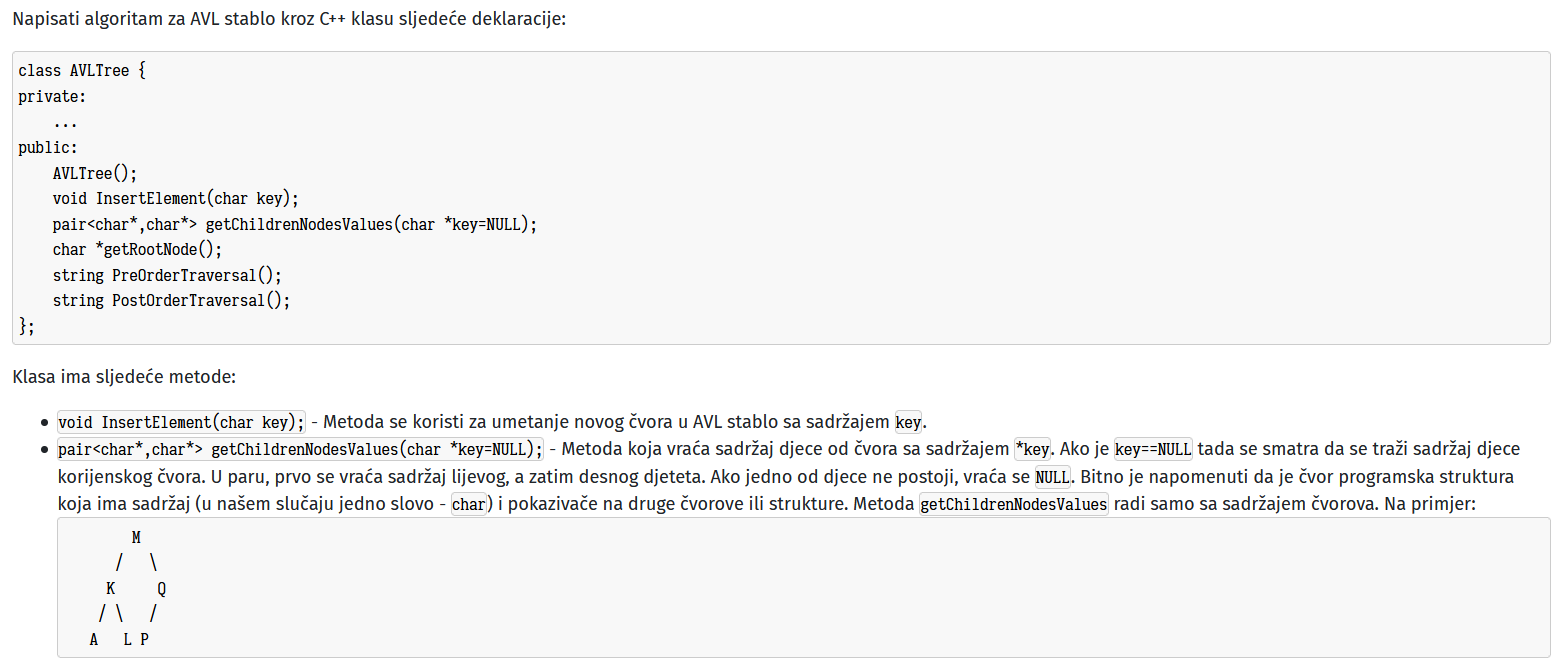 Napisati algoritam za AVL stablo kroz C++ klasu sljedeće deklaracije:
class AVLTree {
private:
    ...
public:
    AVLTree();
    void InsertElement(char key);
    pair<char*,char*> getChildrenNodesValues(char *key=NULL);
    char *getRootNode();
    string PreOrderTraversal();
    string PostOrderTraversal();
};
Klasa ima sljedeće metode:
• void InsertElement(char key); - Metoda se koristi za umetanje novog čvora u AVL stablo sa sadržajem key.
• pair<char*,char*> getChildrenNodesValues(char *key=NULL); - Metoda koja vraća sadržaj djece od čvora sa sadržajem *key. Ako je key==NULL tada se smatra da se traži sadržaj djece
korijenskog čvora. U paru, prvo se vraća sadržaj lijevog, a zatim desnog djeteta. Ako jedno od djece ne postoji, vraća se NULL. Bitno je napomenuti da je čvor programska struktura
koja ima sadržaj (u našem slučaju jedno slovo - char) i pokazivače na druge čvorove ili strukture. Metoda getChildrenNodesValues radi samo sa sadržajem čvorova. Na primjer:
        M
      /   \
     K     Q
    / \   /
   A   L P